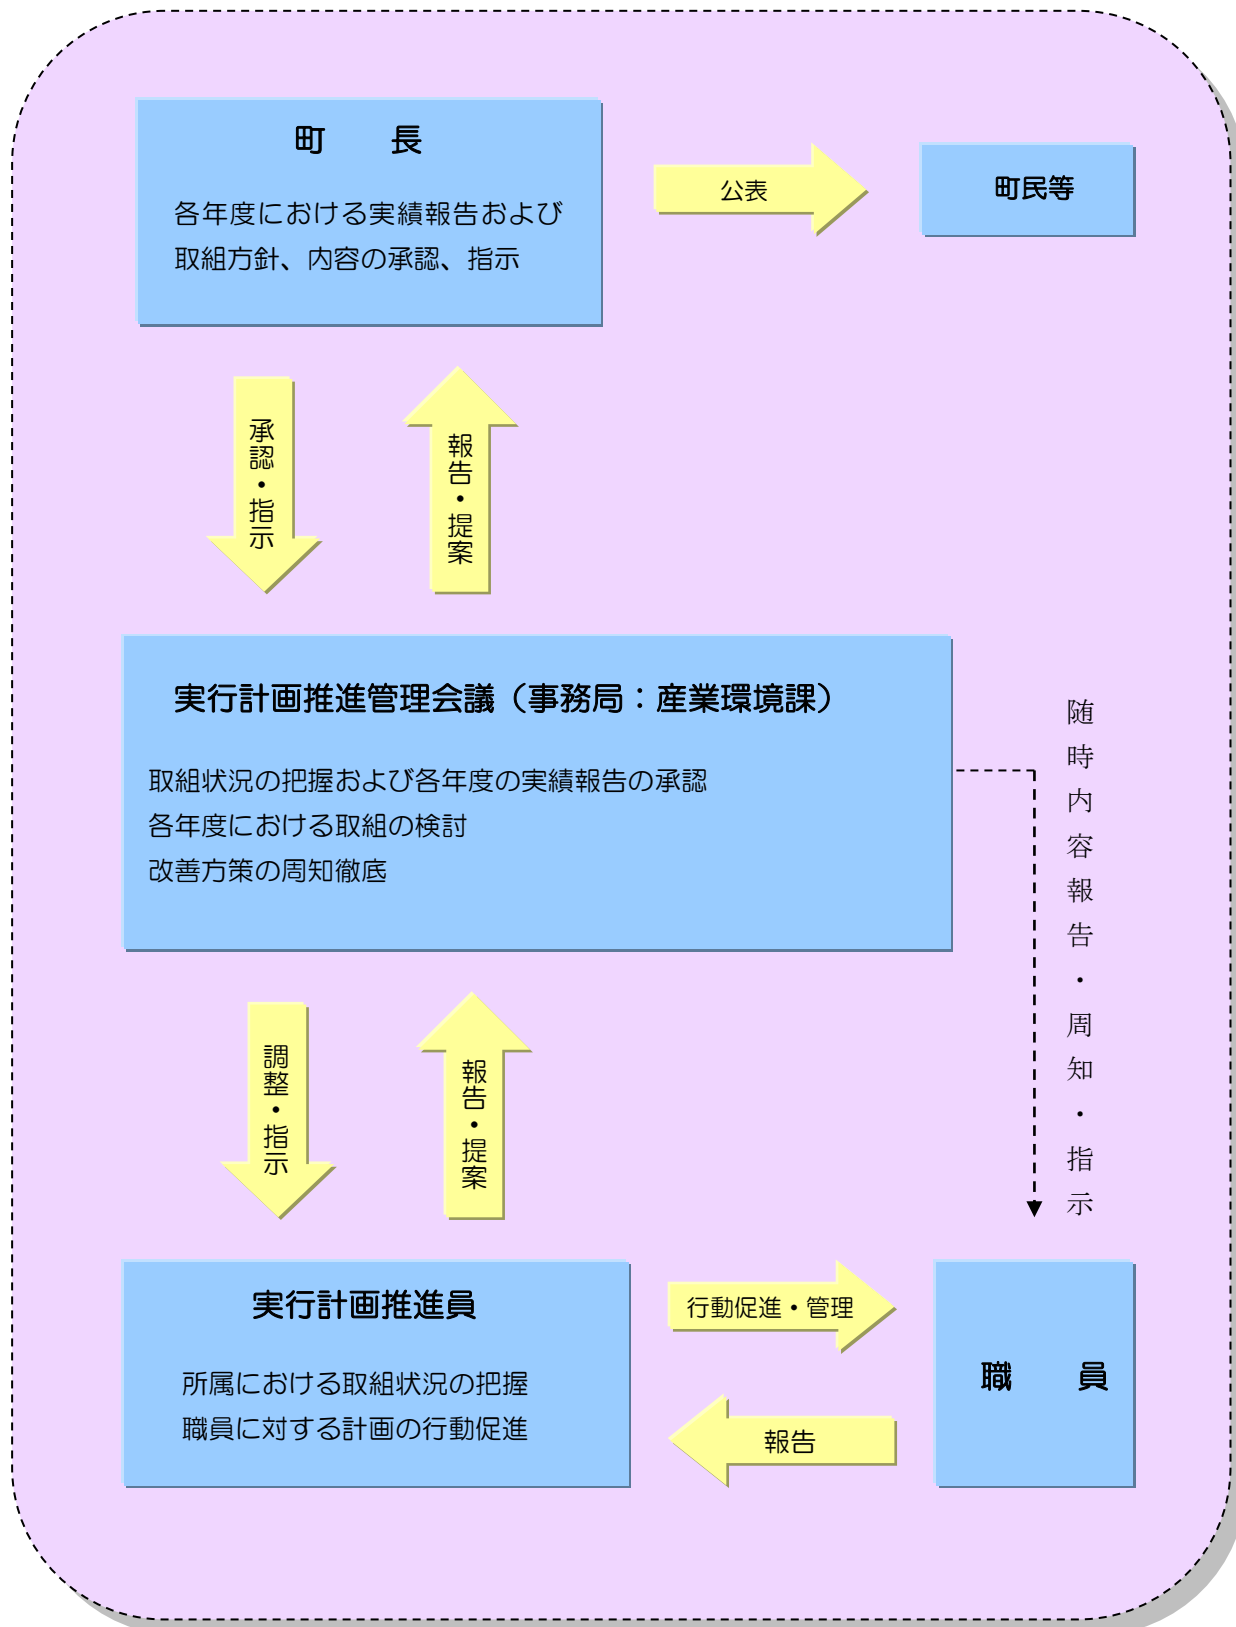 町　　長
各年度における実績報告および
取組方針、内容の承認、指示
公表
町民等
承認・指示
報告・提案
実行計画推進管理会議（事務局：産業環境課）
取組状況の把握および各年度の実績報告の承認
各年度における取組の検討
改善方策の周知徹底
随時内容報告・周知・指示
調整・指示
報告・提案
実行計画推進員
所属における取組状況の把握
職員に対する計画の行動促進
行動促進・管理
報告
職　　員